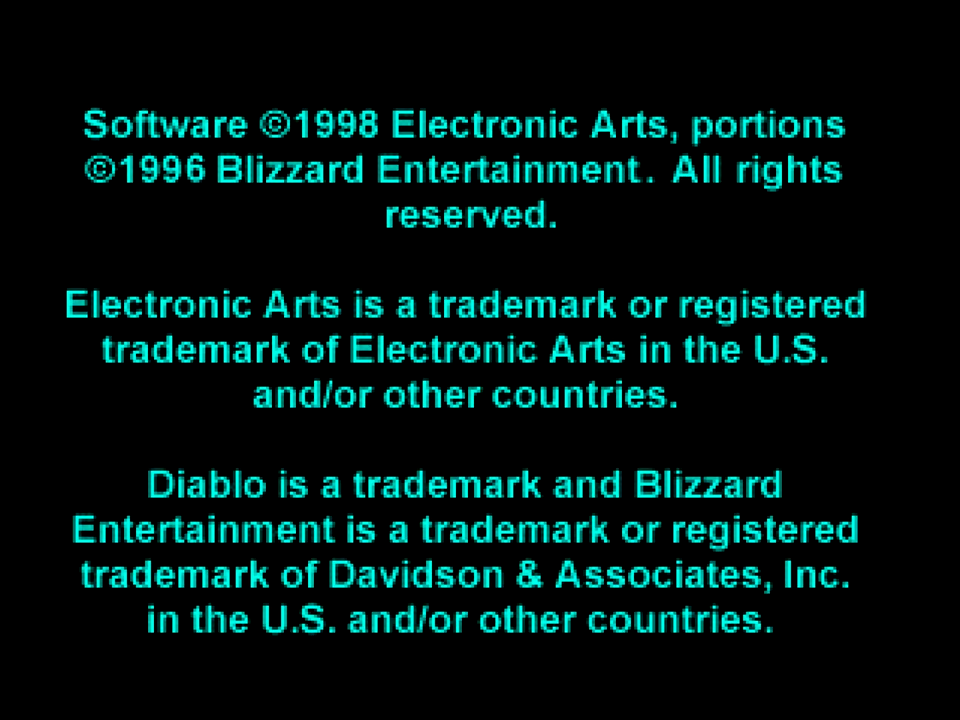 Software ©1998 Electronic Arts, portions
©1996 Blizzard Entertainment. All rights
reserved.
Electronic Arts is a trademark or registered
trademark of Electronic Arts in the U.S.
and/or other countries.
Diablo is a trademark and Blizzard
Entertainment is a trademark or registered
trademark of Davidson & Associates, Inc.
in the U.S. and/or other countries.